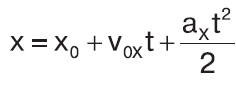 x = x₀ + v₀ₓt + aₓt²/2